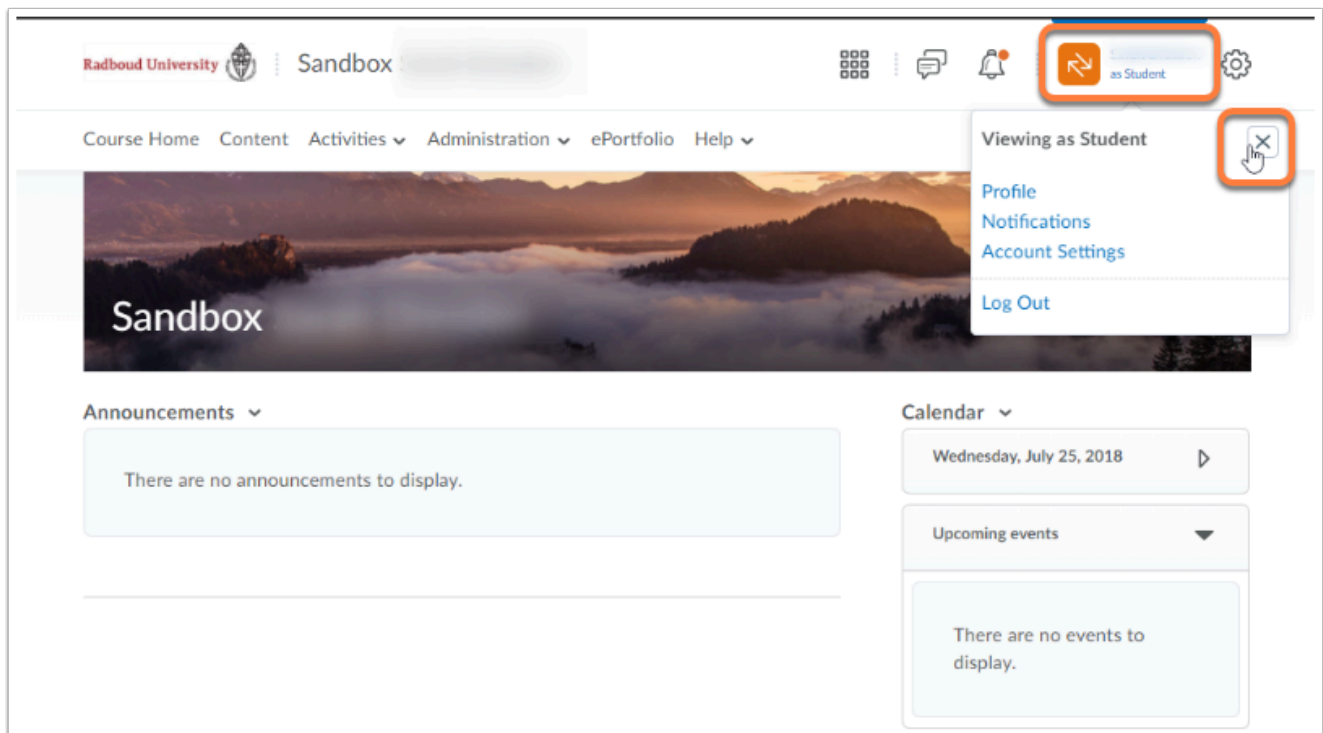 Radboud University
Sandbox
as Student
Course Home Content Activities Administration ePortfolio Help
Viewing as Student
Profile
Notifications
Account Settings
Log Out
Sandbox
Announcements
There are no announcements to display.
Calendar
Wednesday, July 25, 2018
Upcoming events
There are no events to
display.